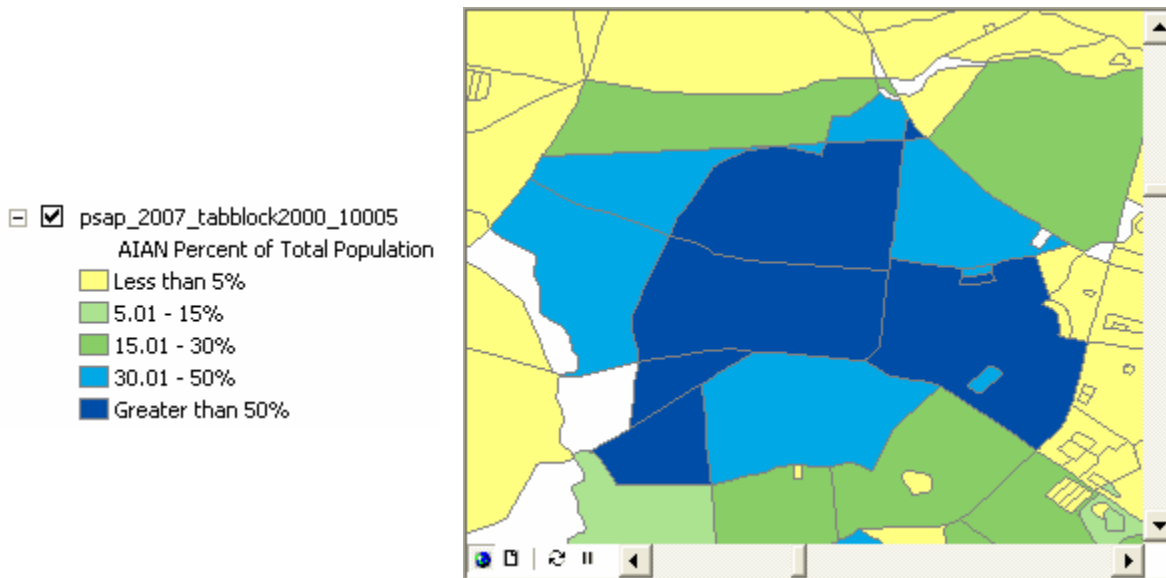 psap_2007_tabblock2000_10005
AIAN Percent of Total Population
Less than 5%
5.01 - 15%
15.01 - 30%
30.01 - 50%
Greater than 50%